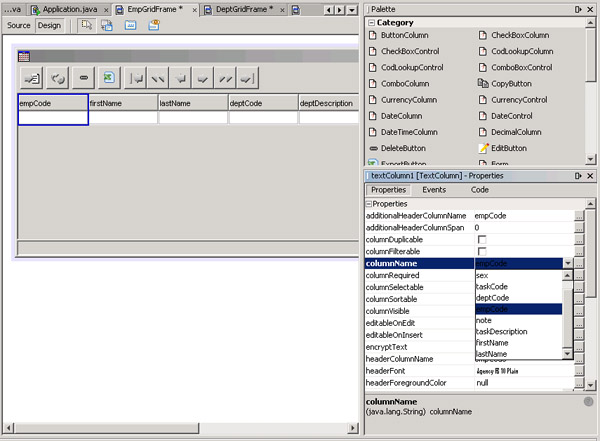 ...va Application.java EmpGridFrame * DeptGridFrame *
Source Design
empCode firstName lastName deptCode deptDescription
Palette
Category
ButtonColumn CheckBoxColumn
CheckBoxControl CodLookupColumn
CodLookupControl ComboBoxControl
ComboColumn CopyButton
CurrencyColumn CurrencyControl
DateColumn DateControl
DateTimeColumn DecimalColumn
DeleteButton EditButton
ExportButton Form
textColumn1 [TextColumn] - Properties
Properties Events Code
Properties
additionalHeaderColumnName empCode
additionalHeaderColumnSpan 0
columnDuplicable
columnFilterable
columnName empCode
columnRequired sex
columnSelectable taskCode
columnSortable deptCode
columnVisible empCode
editableOnEdit note
editableOnInsert taskDescription
encryptText firstName
headerColumnName lastName
headerFont Agency FB 10 Plain
headerForegroundColor null
columnName
(java.lang.String) columnName